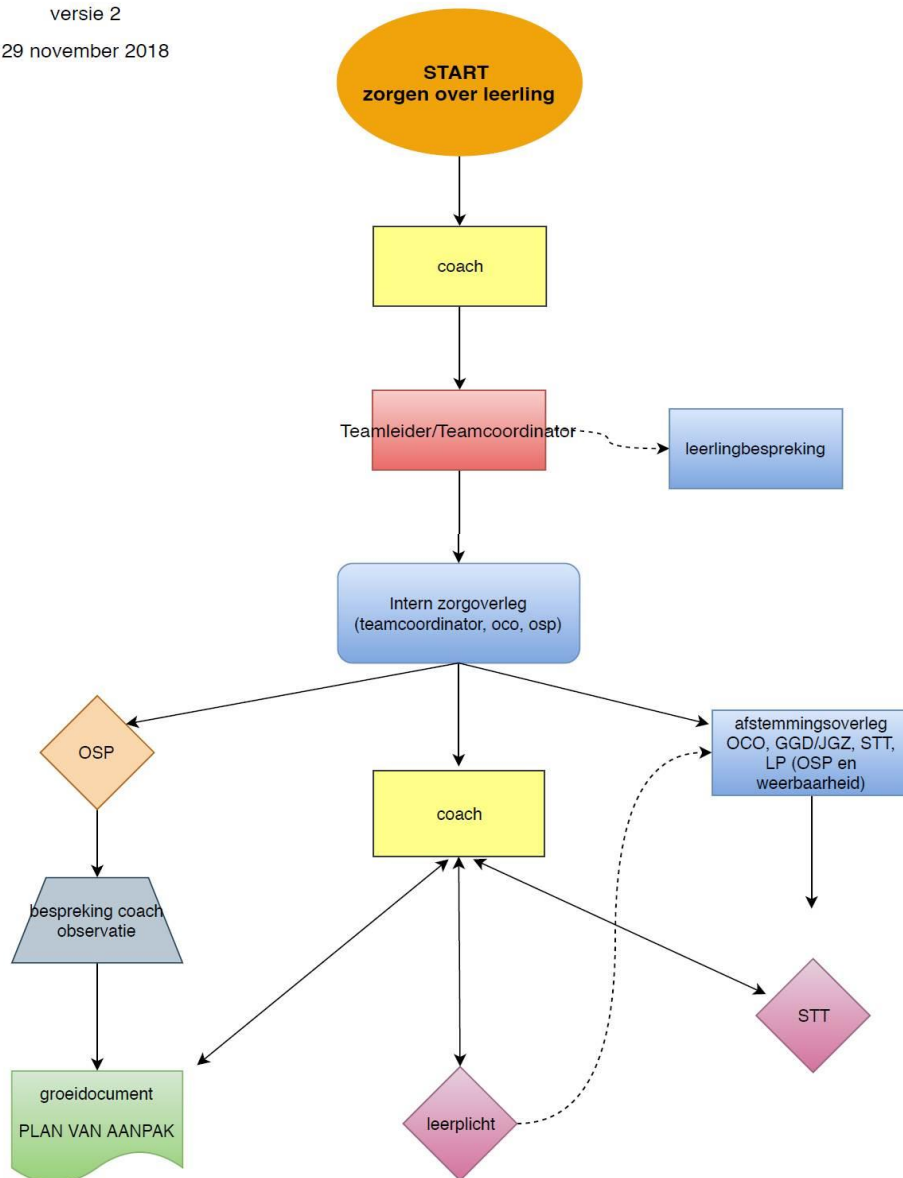 versie 2
29 november 2018
START
zorgen over leerling
coach
Teamleider/Teamcoordinator
leerlingbespreking
Intern zorgoverleg
(teamcoordinator, oco, osp)
OSP
coach
afstemmingsoverleg
OCO, GGD/JGZ, STT,
LP (OSP en
weerbaarheid)
bespreking coach
observatie
STT
groeidocument
PLAN VAN AANPAK
leerplicht